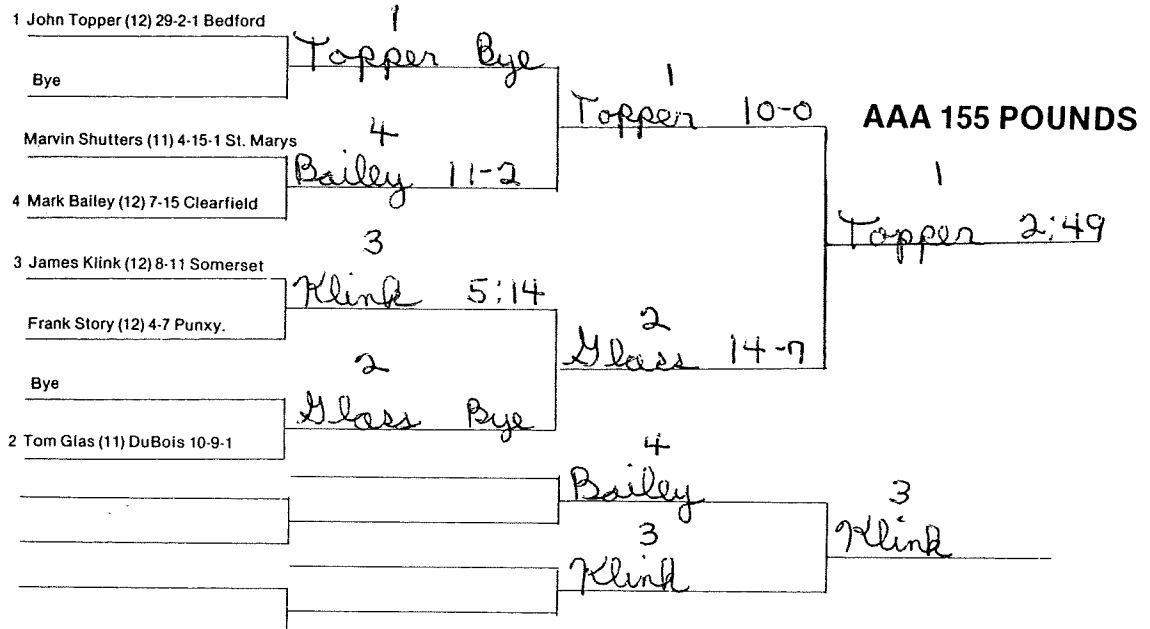 1 John Topper (12) 29-2-1 Bedford
Bye
Marvin Shutters (11) 4-15-1 St. Marys
4 Mark Bailey (12) 7-15 Clearfield
3 James Klink (12) 8-11 Somerset
Frank Story (12) 4-7 Punxy.
Bye
2 Tom Glas (11) DuBois 10-9-1
1
Topper Bye
4
Bailey 11-2
3
Klink 5:14
2
Glass Bye
1
Topper 10-0
2
Glass 14-7
4
Bailey
3
Klink
AAA 155 POUNDS
1
Topper 2:49
3
Klink